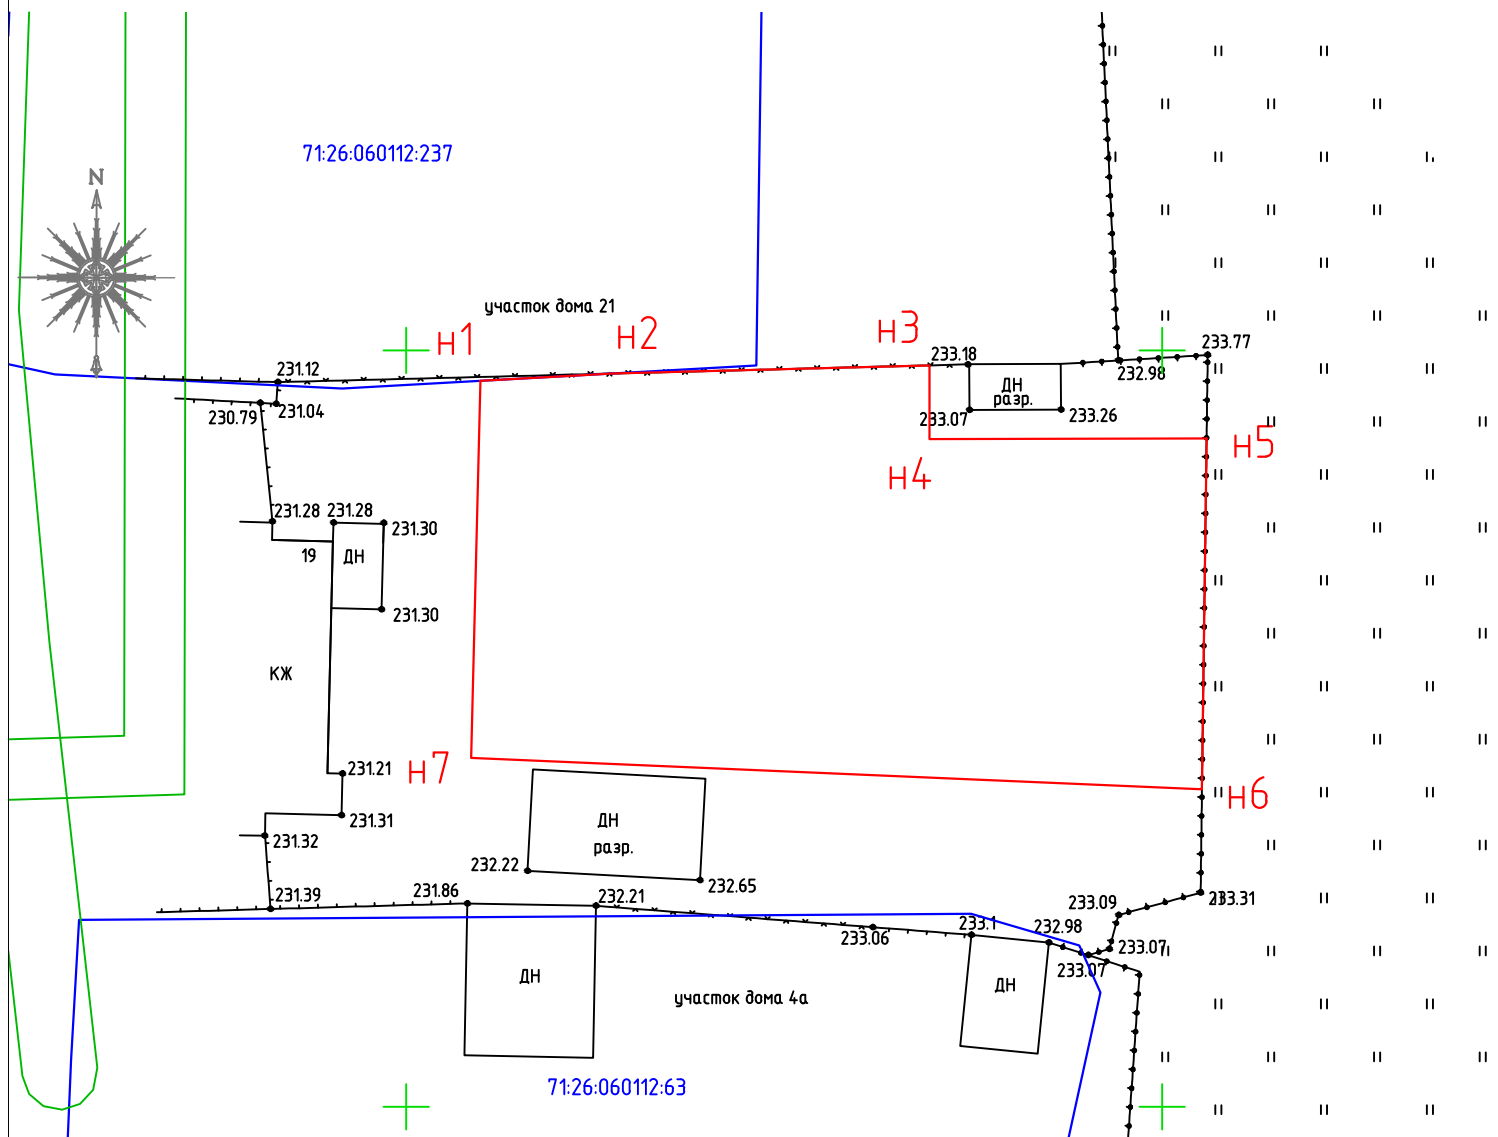 71:26:060112:237
N
участок дома 21
н1
н2
н3
233.18
233.77
231.12
232.98
ДН
разр.
230.79
231.04
233.07
233.26
н5
н4
231.28
231.28
231.30
19
ДН
231.30
КЖ
231.21
н7
н6
231.31
ДН
231.32
разр.
232.22
232.65
231.39
231.86
232.21
233.09
233.31
233.1
232.98
233.06
233.07
233.07
ДН
ДН
участок дома 4а
71:26:060112:63